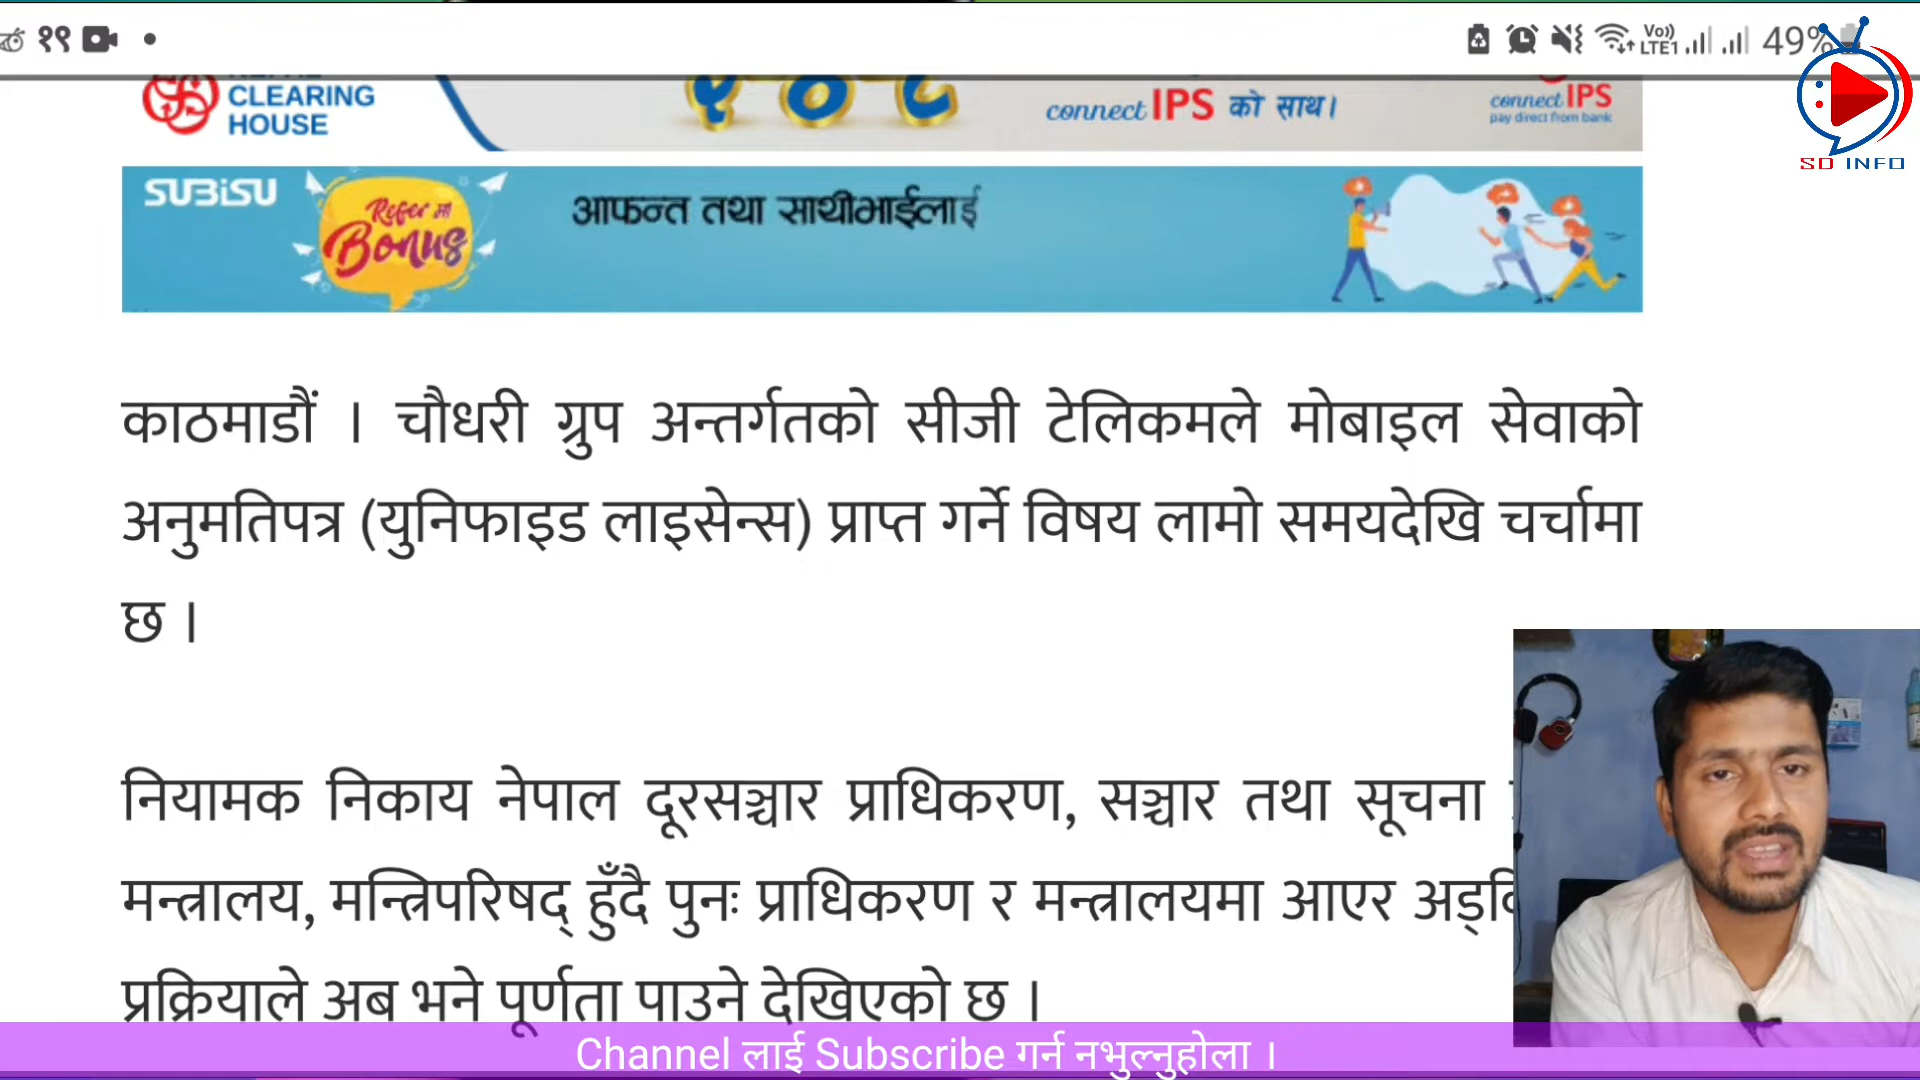 ११
Vo))
LTE1
49%
CLEARING
HOUSE
connect IPS को साथ।
connect IPS
pay direct from bank
SD INFO
SUBISU
Refer मा
Bonus
आफन्त तथा साथीभाईलाई
काठमाडौं । चौधरी ग्रुप अन्तर्गतको सीजी टेलिकमले मोबाइल सेवाको
अनुमतिपत्र (युनिफाइड लाइसेन्स) प्राप्त गर्ने विषय लामो समयदेखि चर्चामा
छ ।
नियामक निकाय नेपाल दूरसञ्चार प्राधिकरण, सञ्चार तथा सूचना
मन्त्रालय, मन्त्रिपरिषद् हुँदै पुनः प्राधिकरण र मन्त्रालयमा आएर
प्रक्रियाले अब भने पूर्णता पाउने देखिएको छ ।
Channel लाई Subscribe गर्न नभुल्नुहोला ।